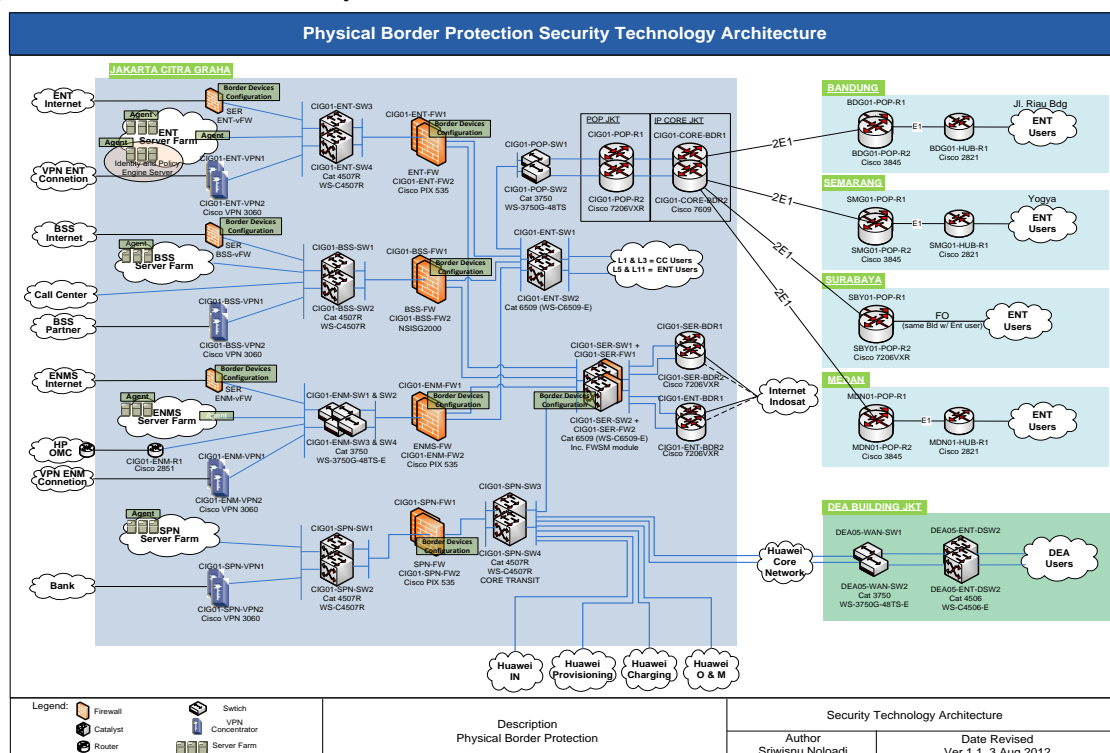 Physical Border Protection Security Technology Architecture
JAKARTA CITRA GRAHA
ENT
Internet
Border Devices
Configuration
SER
ENT-vFW
Agent
ENT
Server Farm
Agent
Agent
Identity and Policy
Engine Server
VPN ENT
Connetion
CIG01-ENT-VPN1
CIG01-ENT-VPN2
Cisco VPN 3060
CIG01-ENT-SW3
CIG01-ENT-SW4
Cat 4507R
WS-C4507R
CIG01-ENT-FW1
Border Devices
Configuration
ENT-FW
CIG01-ENT-FW2
Cisco PIX 535
BSS
Internet
Border Devices
Configuration
SER
BSS-vFW
Agent
BSS
Server Farm
Call Center
BSS
Partner
CIG01-BSS-VPN1
CIG01-BSS-VPN2
Cisco VPN 3060
CIG01-BSS-SW1
CIG01-BSS-SW2
Cat 4507R
WS-C4507R
CIG01-BSS-FW1
Border Devices
Configuration
BSS-FW
CIG01-BSS-FW2
NSISG2000
ENMS
Internet
Border Devices
Configuration
SER
ENM-vFW
Agent
ENMS
Server Farm
HP
OMC
CIG01-ENM-R1
Cisco 2851
VPN ENM
Connetion
CIG01-ENM-VPN1
CIG01-ENM-VPN2
Cisco VPN 3060
CIG01-ENM-SW1 & SW2
CIG01-ENM-SW3 & SW4
Cat 3750
WS-3750G-48TS-E
CIG01-ENM-FW1
Border Devices
Configuration
ENMS-FW
CIG01-ENM-FW2
Cisco PIX 535
Agent
SPN
Server Farm
Bank
CIG01-SPN-VPN1
CIG01-SPN-VPN2
Cisco VPN 3060
CIG01-SPN-SW1
CIG01-SPN-SW2
Cat 4507R
WS-C4507R
CIG01-SPN-FW1
Border Devices
Configuration
SPN-FW
CIG01-SPN-FW2
Cisco PIX 535
CIG01-SPN-SW3
CIG01-SPN-SW4
Cat 4507R
WS-C4507R
CORE TRANSIT
CIG01-POP-SW1
CIG01-POP-SW2
Cat 3750
WS-3750G-48TS
POP JKT
CIG01-POP-R1
CIG01-POP-R2
Cisco 7206VXR
IP CORE JKT
CIG01-CORE-BDR1
CIG01-CORE-BDR2
Cisco 7609
CIG01-ENT-SW1
CIG01-ENT-SW2
Cat 6509 (WS-C6509-E)
L1 & L3 = CC Users
L5 & L11 = ENT Users
CIG01-SER-SW1 +
CIG01-SER-FW1
Border Devices
Configuration
CIG01-SER-SW2 +
CIG01-SER-FW2
Cat 6509 (WS-C6509-E)
Inc. FWSM module
CIG01-SER-BDR1
CIG01-SER-BDR2
Cisco 7206VXR
CIG01-ENT-BDR1
CIG01-ENT-BDR2
Cisco 7206VXR
Internet
Indosat
2E1
2E1
2E1
2E1
BANDUNG
BDG01-POP-R1
BDG01-POP-R2
Cisco 3845
E1
BDG01-HUB-R1
Cisco 2821
Jl. Riau Bdg
ENT
Users
SEMARANG
SMG01-POP-R1
SMG01-POP-R2
Cisco 3845
E1
SMG01-HUB-R1
Cisco 2821
Yogya
ENT
Users
SURABAYA
SBY01-POP-R1
SBY01-POP-R2
Cisco 7206VXR
FO
(same Bld w/ Ent user)
ENT
Users
MEDAN
MDN01-POP-R1
MDN01-POP-R2
Cisco 3845
E1
MDN01-HUB-R1
Cisco 2821
ENT
Users
DEA BUILDING JKT
Huawei
Core
Network
DEA05-WAN-SW1
DEA05-WAN-SW2
Cat 3750
WS-3750G-48TS-E
DEA05-ENT-DSW2
DEA05-ENT-DSW2
Cat 4506
WS-C4506-E
DEA
Users
Huawei
IN
Huawei
Provisioning
Huawei
Charging
Huawei
O & M
Legend:
Firewall
Catalyst
Router
Swtich
VPN
Concentrator
Server Farm
Description
Physical Border Protection
Security Technology Architecture
Author
Sriwisnu Noloadi
Date Revised
Ver 1.1, 3 Aug 2012